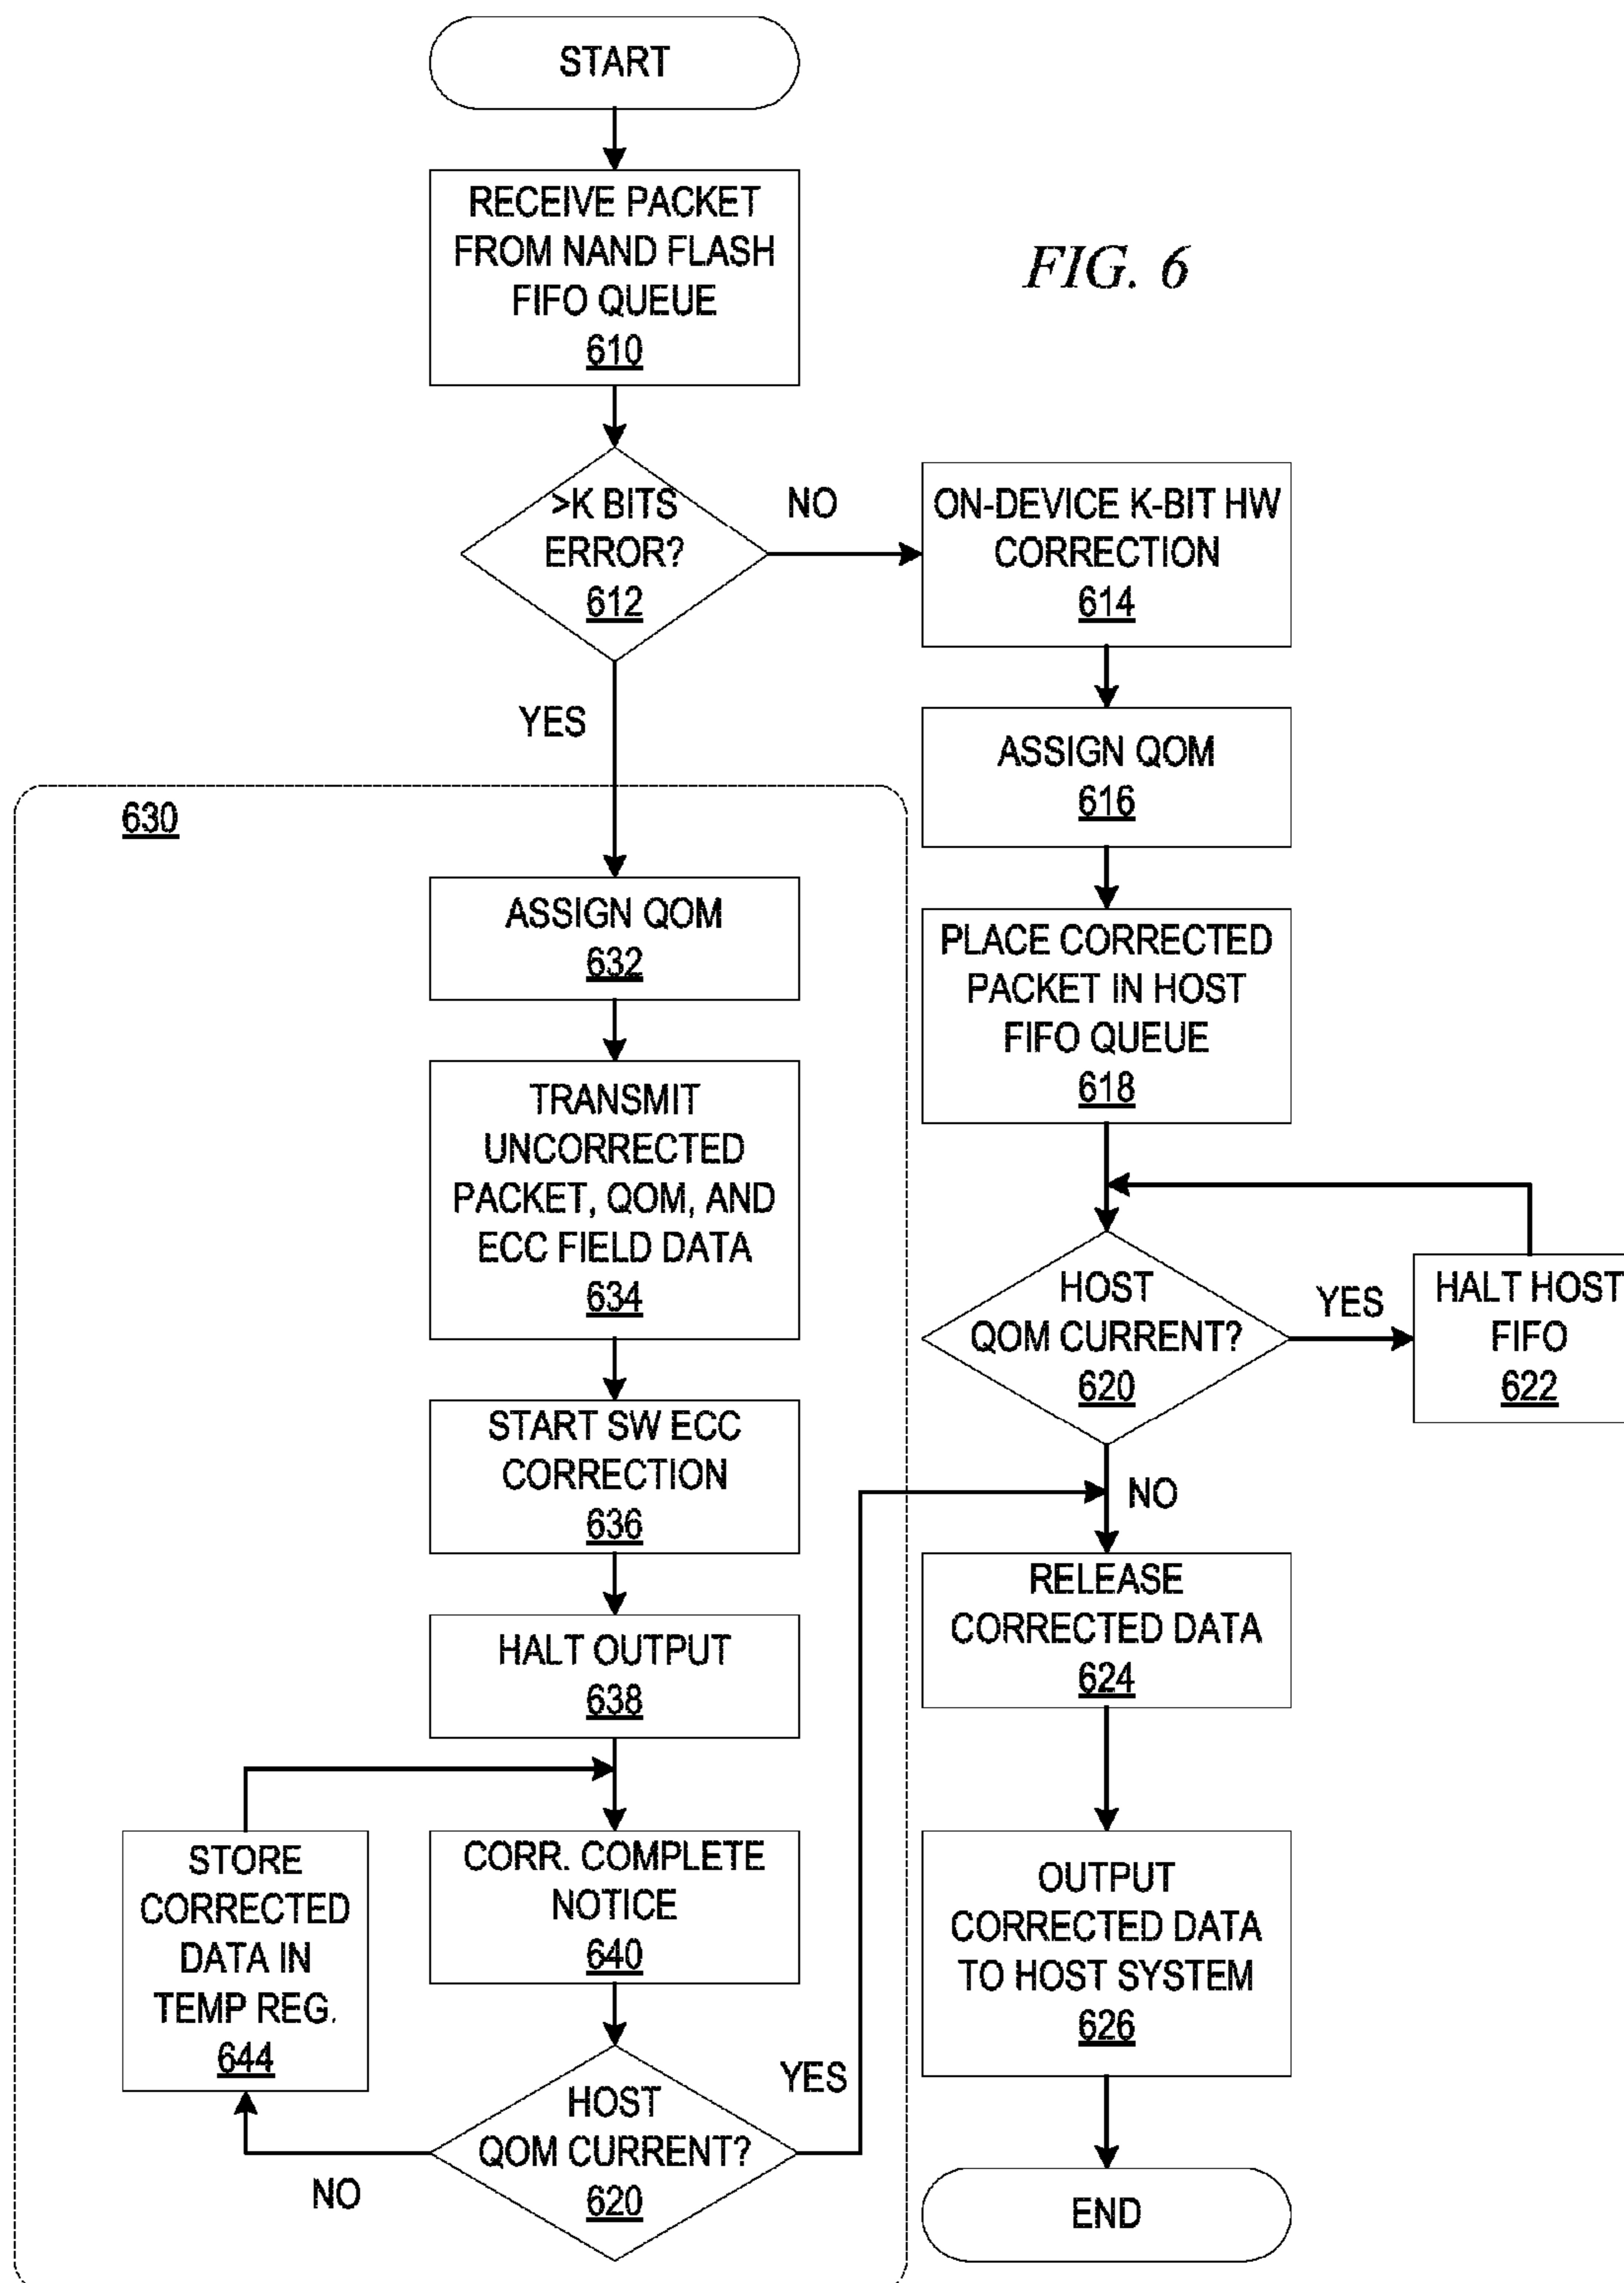 START
RECEIVE PACKET
FROM NAND FLASH
FIFO QUEUE
610
FIG. 6
>K BITS
ERROR?
612
NO
YES
ON-DEVICE K-BIT HW
CORRECTION
614
ASSIGN QOM
616
PLACE CORRECTED
PACKET IN HOST
FIFO QUEUE
618
HOST
QOM CURRENT?
620
YES
HALT HOST
FIFO
622
NO
RELEASE
CORRECTED DATA
624
OUTPUT
CORRECTED DATA
TO HOST SYSTEM
626
END
630
ASSIGN QOM
632
TRANSMIT
UNCORRECTED
PACKET, QOM, AND
ECC FIELD DATA
634
START SW ECC
CORRECTION
636
HALT OUTPUT
638
CORR. COMPLETE
NOTICE
640
STORE
CORRECTED
DATA IN
TEMP REG.
644
HOST
QOM CURRENT?
620
YES
NO